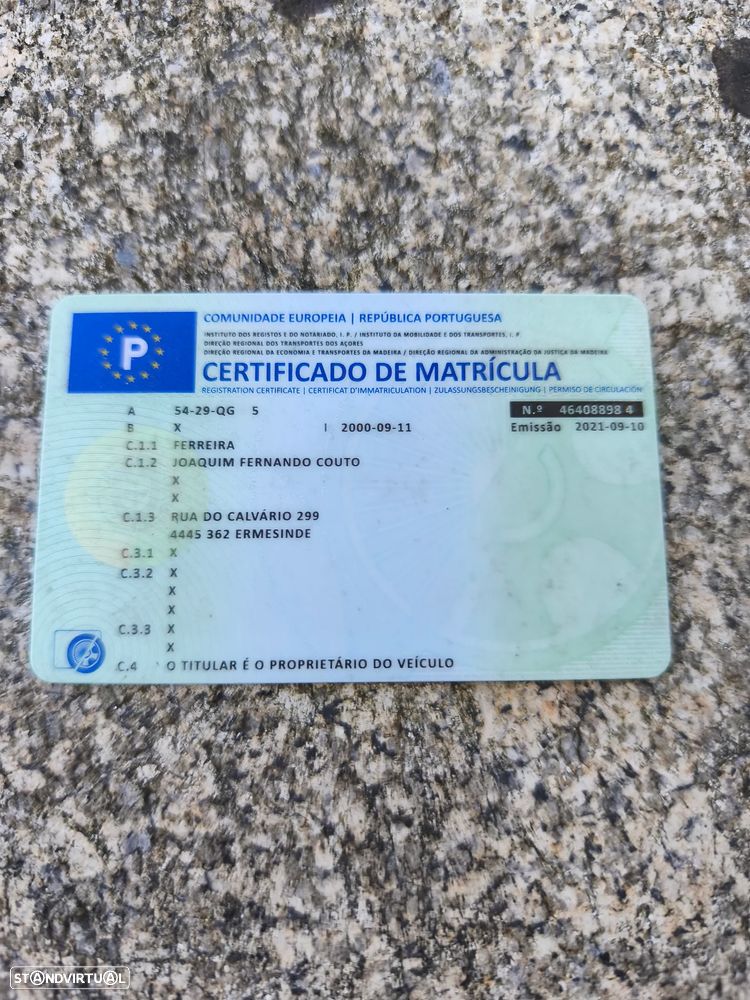 COMUNIDADE EUROPEIA | REPÚBLICA PORTUGUESA
INSTITUTO DOS REGISTOS E DO NOTARIADO, I. P. / INSTITUTO DA MOBILIDADE E DOS TRANSPORTES, I. P.
DIREÇÃO REGIONAL DOS TRANSPORTES DOS AÇORES
DIREÇÃO REGIONAL DA ECONOMIA E TRANSPORTES DA MADEIRA / DIREÇÃO REGIONAL DA ADMINISTRAÇÃO DA JUSTIÇA DA MADEIRA
P
CERTIFICADO DE MATRÍCULA
REGISTRATION CERTIFICATE | CERTIFICAT D'IMMATRICULATION | ZULASSUNGSBESCHEINIGUNG | PERMISO DE CIRCULACIÓN
A 54-29-QG 5 N.º 46408898 4
B X I 2000-09-11 Emissão 2021-09-10
C.1.1 FERREIRA
C.1.2 JOAQUIM FERNANDO COUTO
X
X
C.1.3 RUA DO CALVÁRIO 299
4445 362 ERMESINDE
C.3.1 X
C.3.2 X
X
X
C.3.3 X
X
C.4 O TITULAR É O PROPRIETÁRIO DO VEÍCULO
STANDVIRTUAL